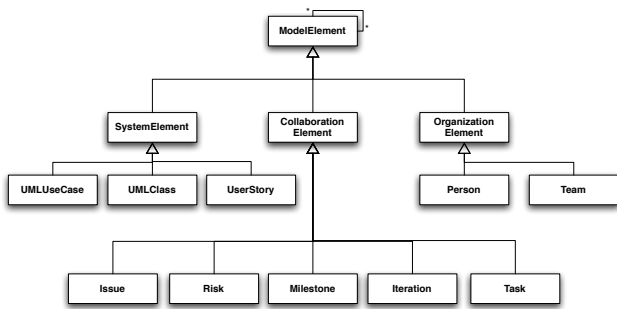 *
*
ModelElement
SystemElement
Collaboration
Element
Organization
Element
UMLUseCase
UMLClass
UserStory
Person
Team
Issue
Risk
Milestone
Iteration
Task